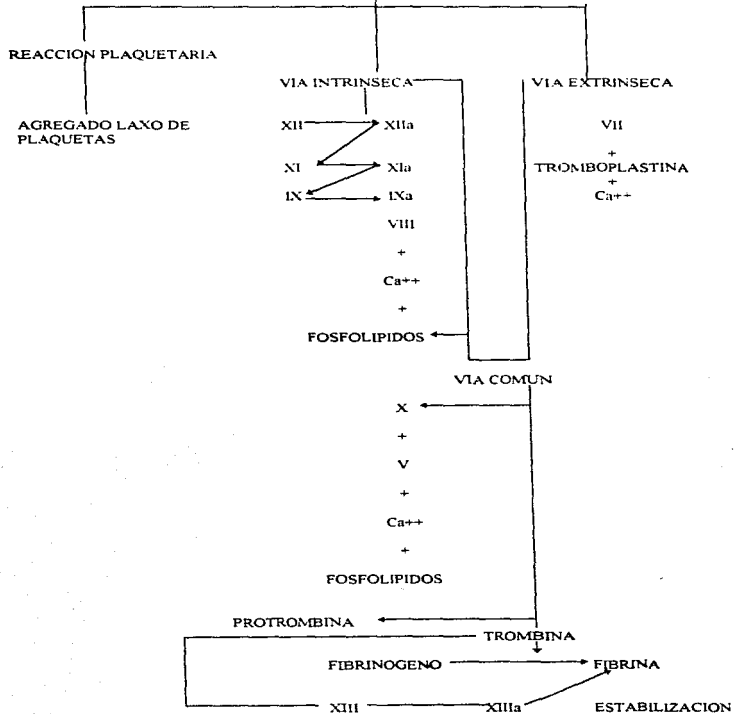 REACCION PLAQUETARIA
VIA INTRINSECA
VIA EXTRINSECA
AGREGADO LAXO DE
PLAQUETAS
XII
XIIa
VII
+
XI
XIa
TROMBOPLASTINA
+
IX
IXa
Ca++
VIII
+
Ca++
+
FOSFOLIPIDOS
VIA COMUN
X
+
V
+
Ca++
+
FOSFOLIPIDOS
PROTROMBINA
TROMBINA
FIBRINOGENO
FIBRINA
XIII
XIIIa
ESTABILIZACION